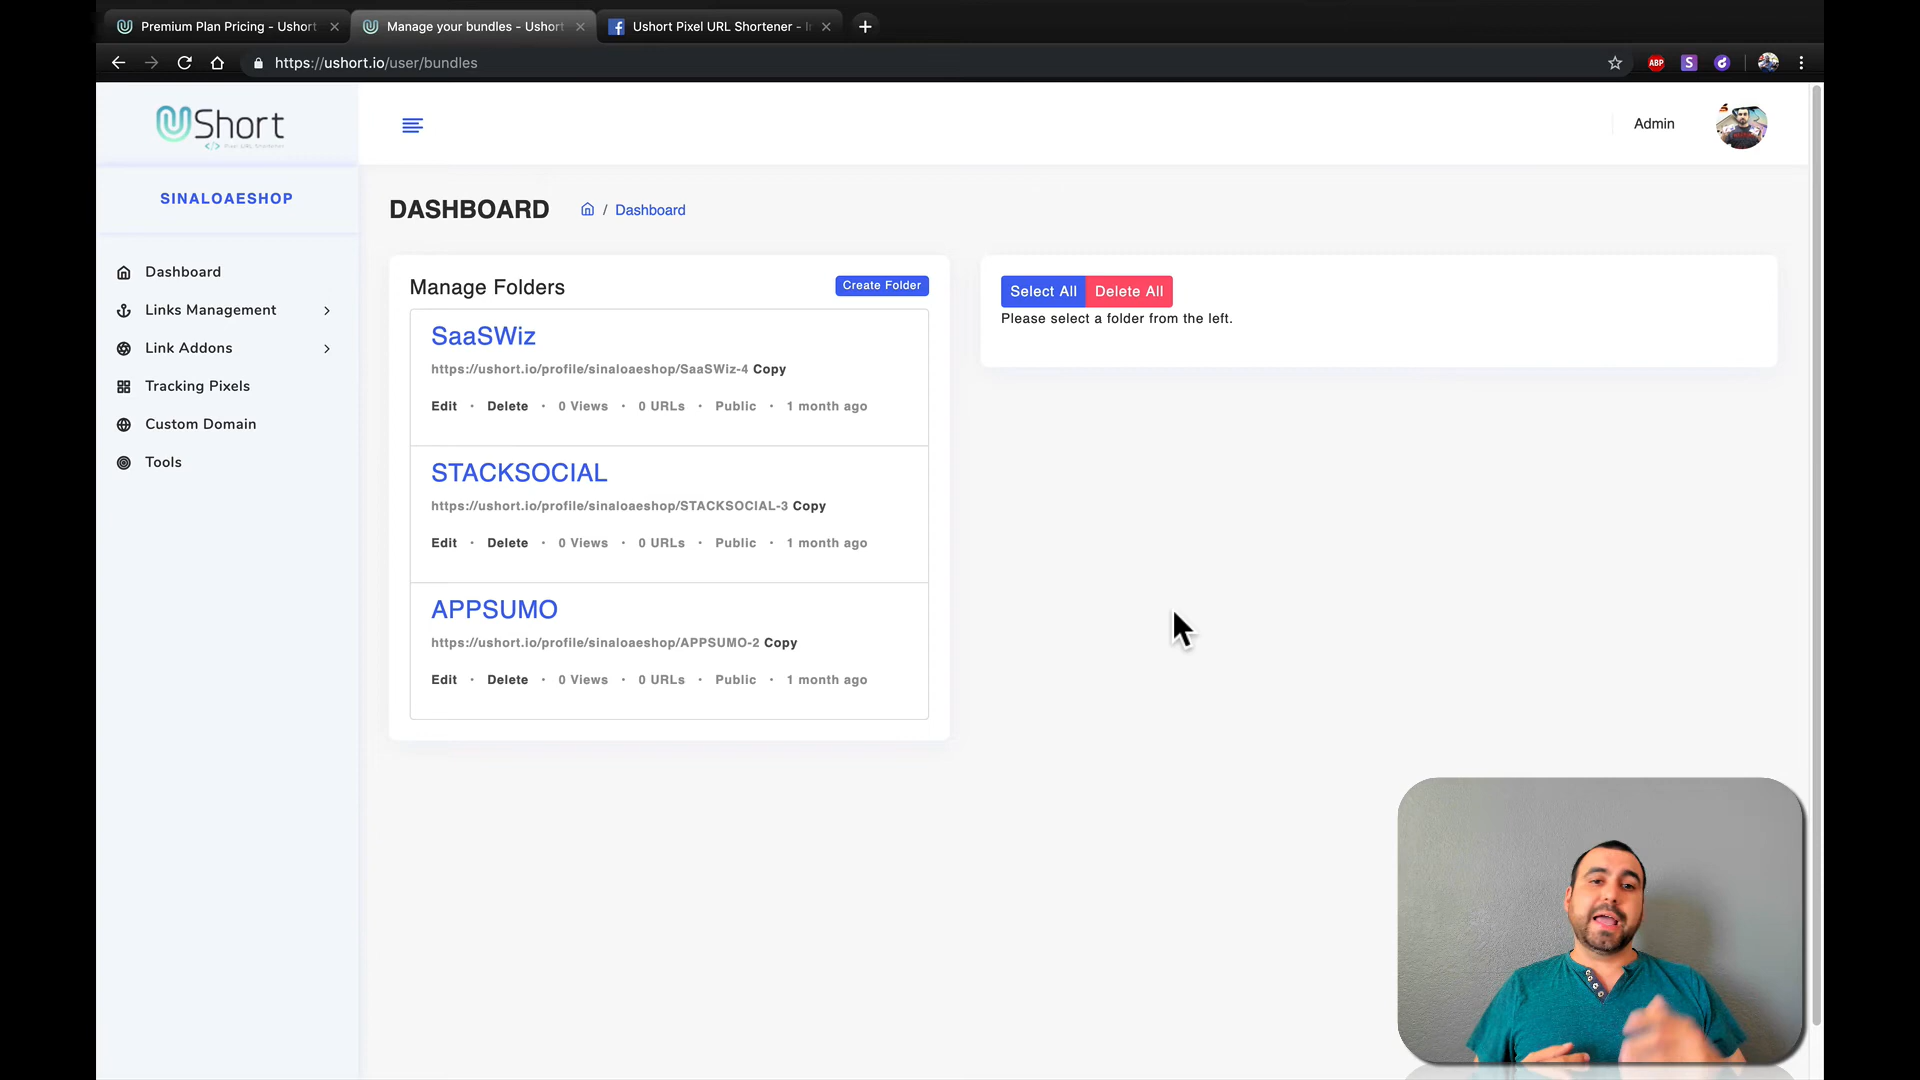 Premium Plan Pricing - Ushort
Manage your bundles - Ushort
Ushort Pixel URL Shortener - I
https://ushort.io/user/bundles
ABP
S
UShort
</> Pixel URL Shortener
Admin
SINALOAESHOP
DASHBOARD
/ Dashboard
Dashboard
Links Management
Link Addons
Tracking Pixels
Custom Domain
Tools
Manage Folders
Create Folder
SaaSWiz
https://ushort.io/profile/sinaloaeshop/SaaSWiz-4 Copy
Edit · Delete · 0 Views · 0 URLs · Public · 1 month ago
STACKSOCIAL
https://ushort.io/profile/sinaloaeshop/STACKSOCIAL-3 Copy
Edit · Delete · 0 Views · 0 URLs · Public · 1 month ago
APPSUMO
https://ushort.io/profile/sinaloaeshop/APPSUMO-2 Copy
Edit · Delete · 0 Views · 0 URLs · Public · 1 month ago
Select All
Delete All
Please select a folder from the left.